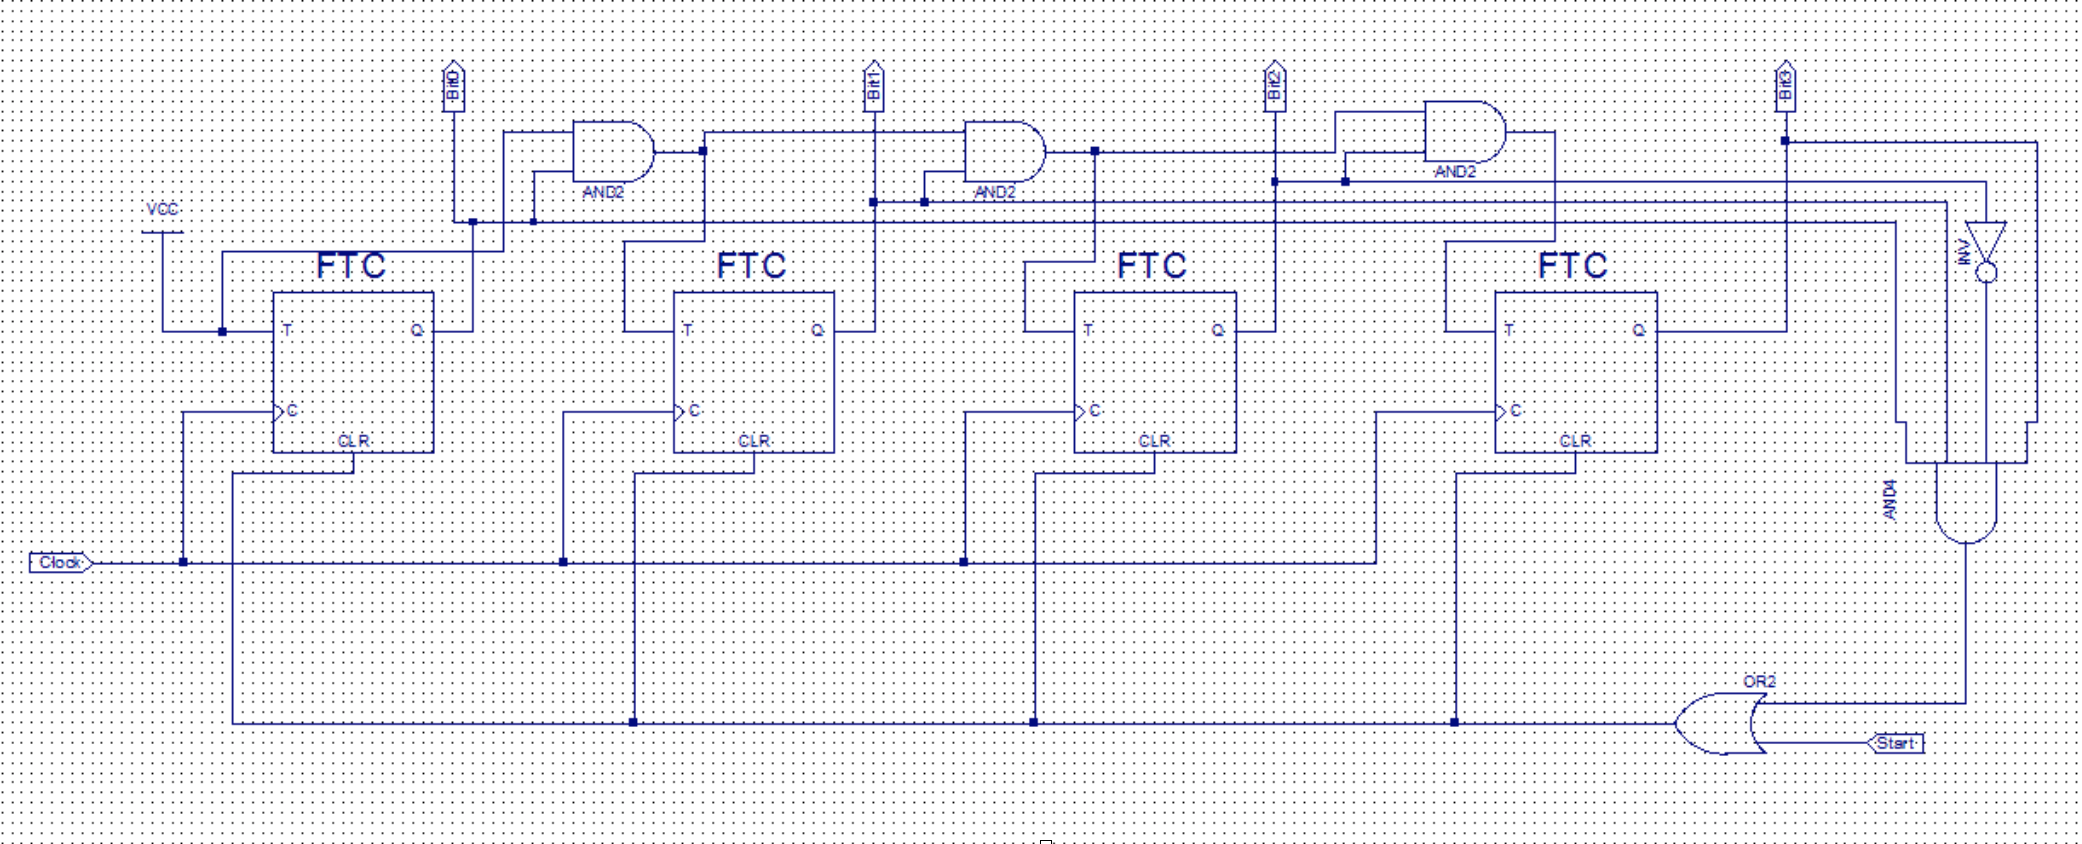 Bit0
Bit1
Bit2
Bit3
AND2
AND2
AND2
VCC
INV
FTC
FTC
FTC
FTC
T
Q
T
Q
T
Q
T
Q
C
C
C
C
CLR
CLR
CLR
CLR
AND4
Clock
OR2
Start